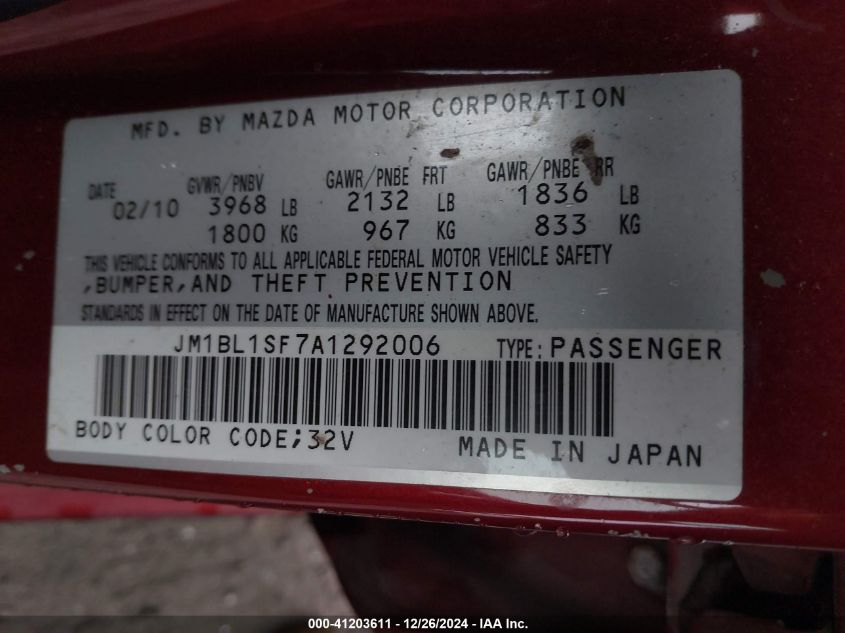 MFD. BY MAZDA MOTOR CORPORATION
DATE GVWR/PNBV GAWR/PNBE FRT GAWR/PNBE RR
02/10 3968 LB 2132 LB 1836 LB
1800 KG 967 KG 833 KG
THIS VEHICLE CONFORMS TO ALL APPLICABLE FEDERAL MOTOR VEHICLE SAFETY
,BUMPER,AND THEFT PREVENTION
STANDARDS IN EFFECT ON THE DATE OF MANUFACTURE SHOWN ABOVE.
JM1BL1SF7A1292006 TYPE: PASSENGER
BODY COLOR CODE;32V MADE IN JAPAN
000-41203611 - 12/26/2024 - IAA Inc.